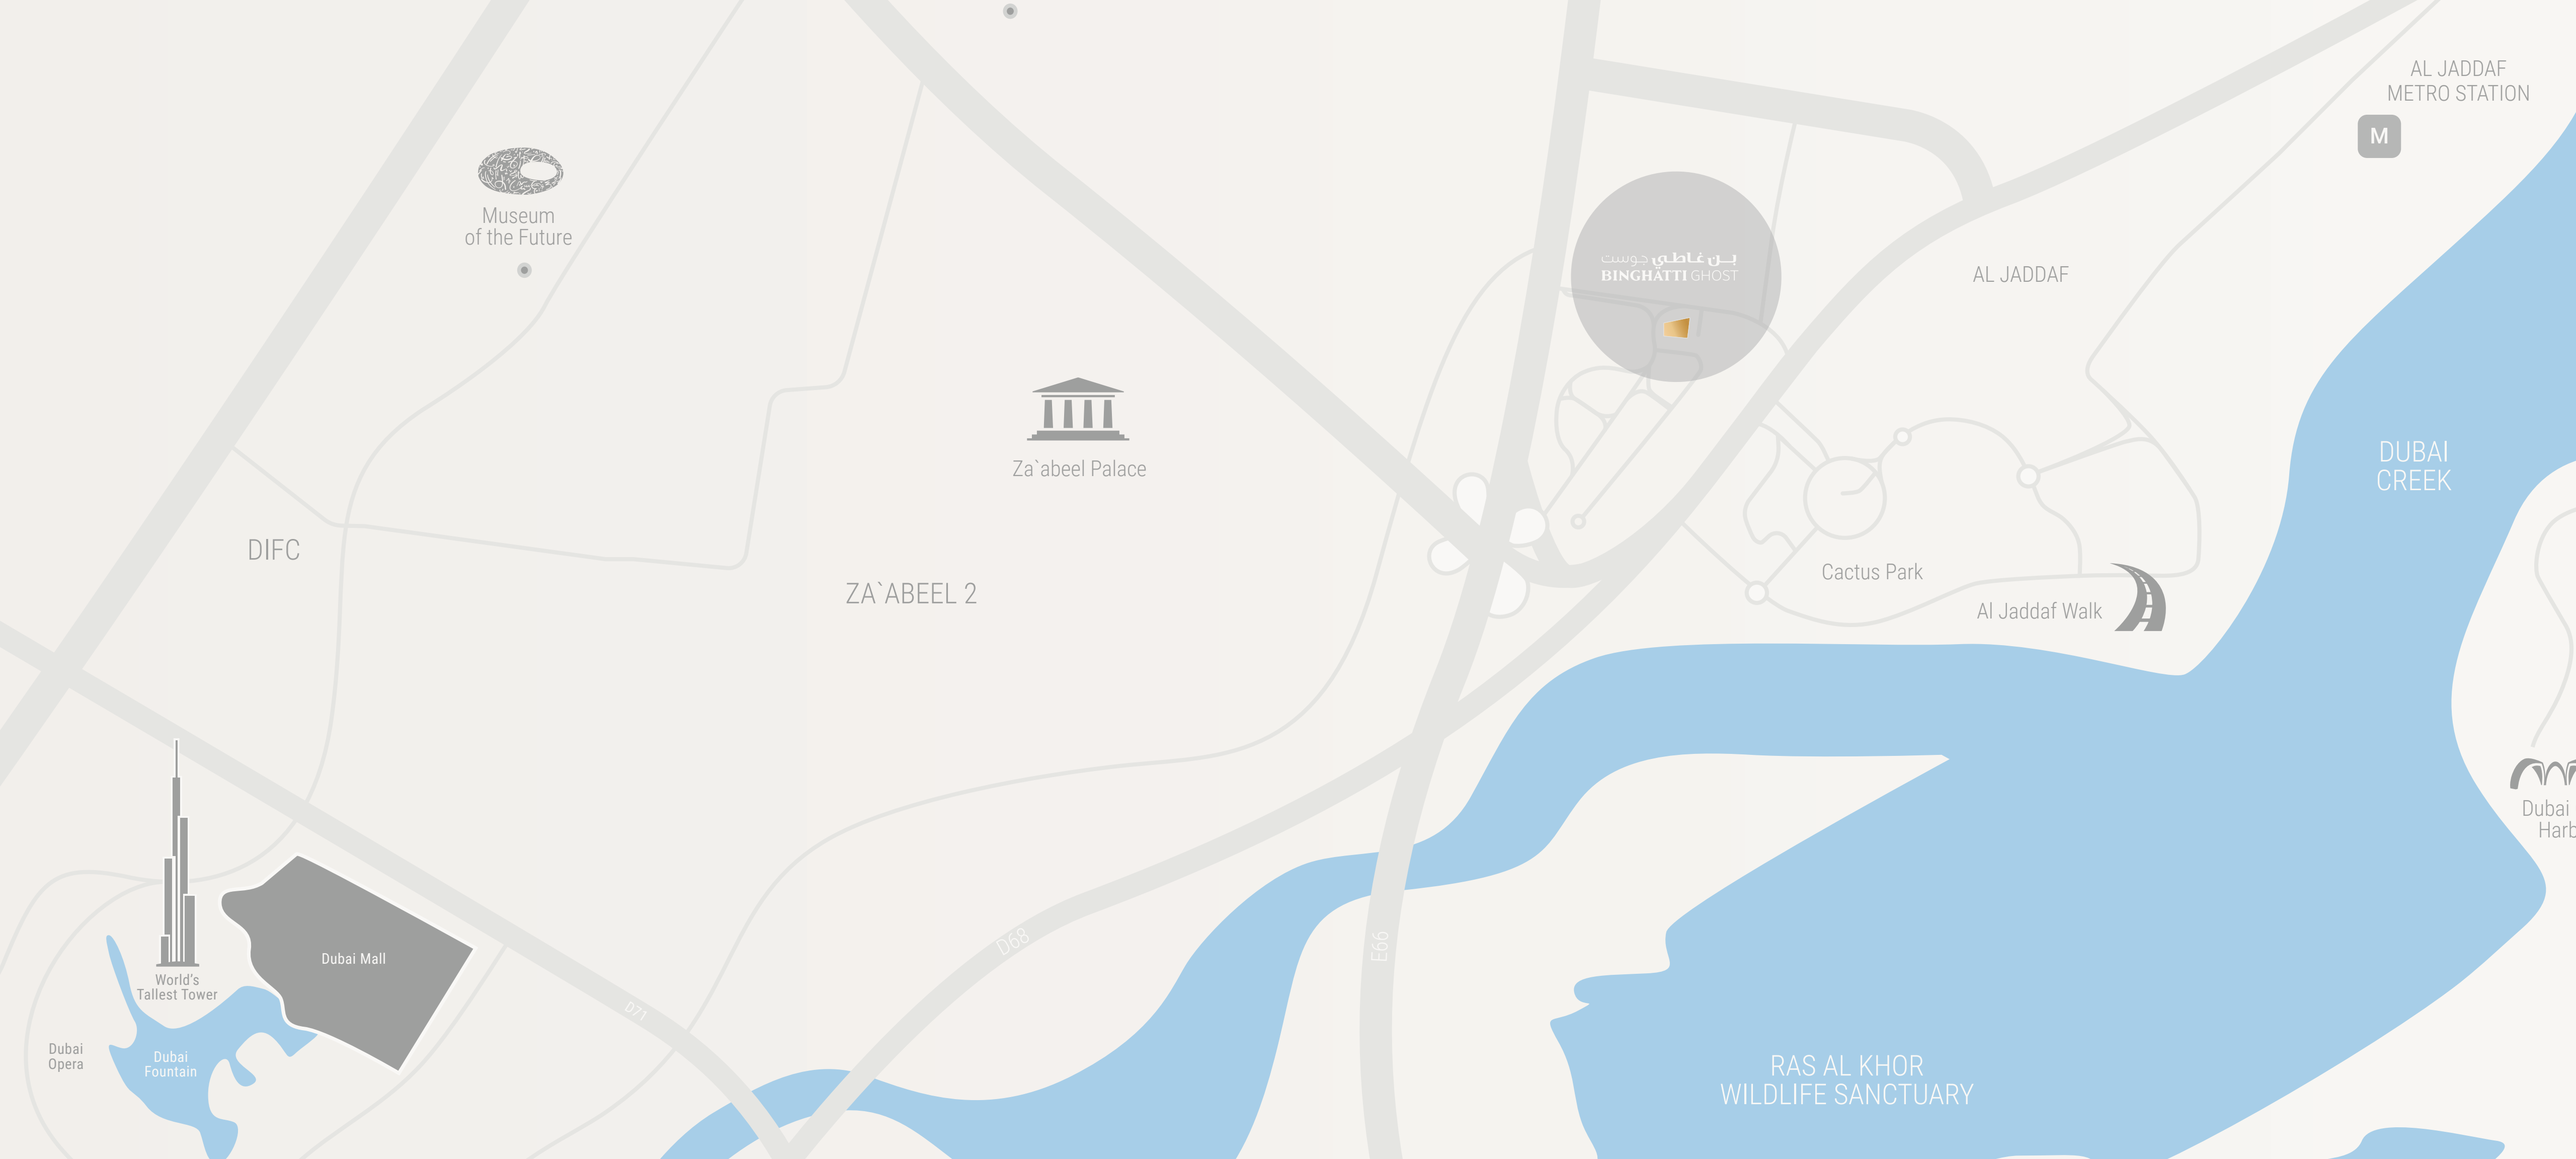 AL JADDAF
METRO STATION
M
Museum
of the Future
بن غاطي جوست
BINGHATTI GHOST
AL JADDAF
Za`abeel Palace
DUBAI
CREEK
DIFC
ZA`ABEEL 2
Cactus Park
Al Jaddaf Walk
Dubai
Harb
World's
Tallest Tower
Dubai Mall
D68
E66
D71
Dubai
Opera
Dubai
Fountain
RAS AL KHOR
WILDLIFE SANCTUARY